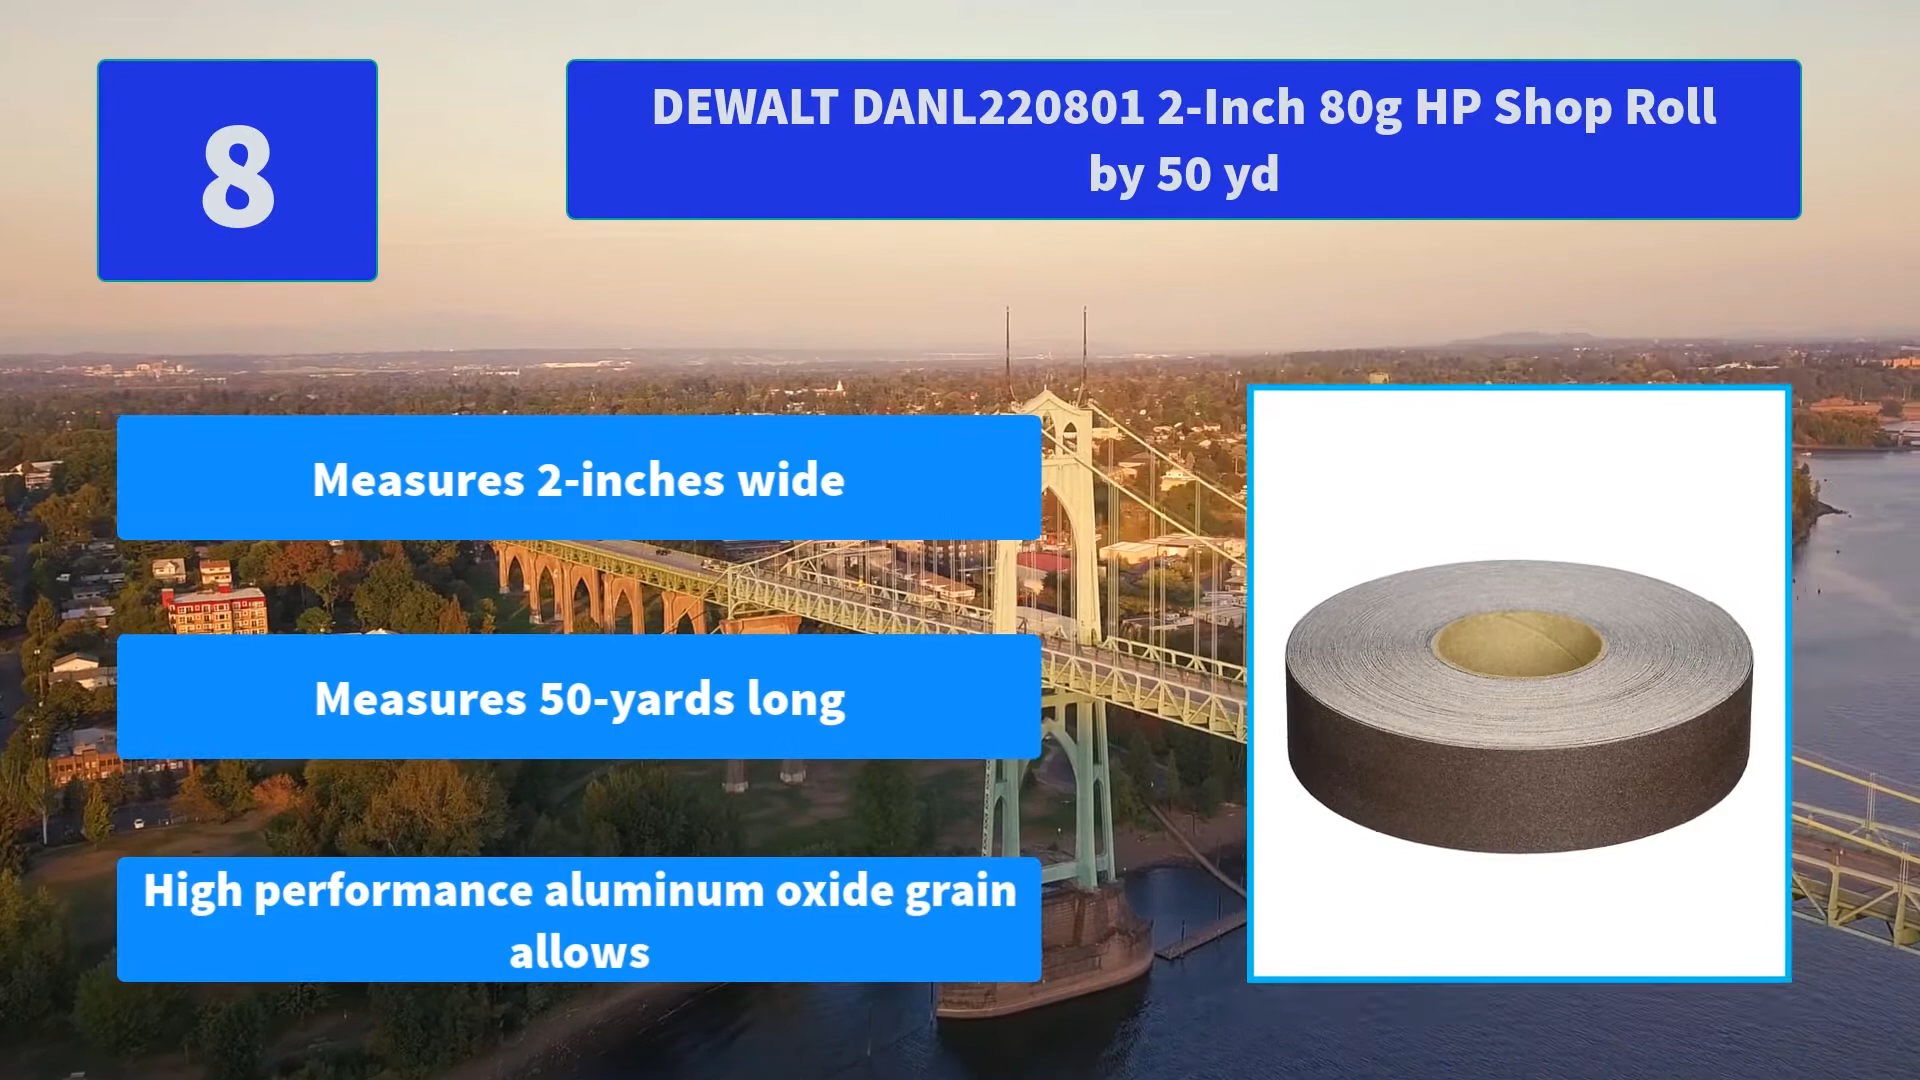 8
DEWALT DANL220801 2-Inch 80g HP Shop Roll
by 50 yd
Measures 2-inches wide
Measures 50-yards long
High performance aluminum oxide grain
allows